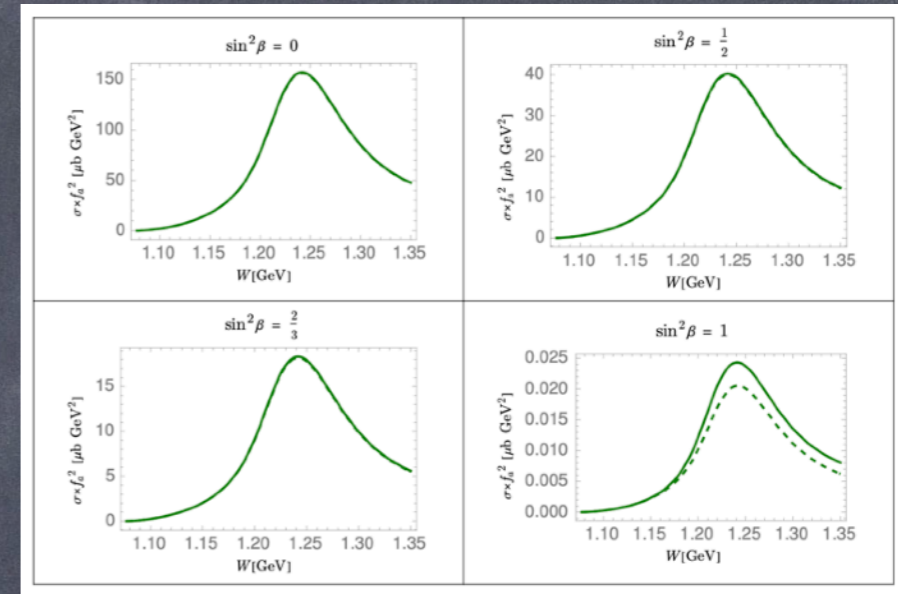 sin²β = 0
σ×fₐ² [μb GeV²]
150
100
50
0
1.10 1.15 1.20 1.25 1.30 1.35
W[GeV]
sin²β = 1/2
σ×fₐ² [μb GeV²]
40
30
20
10
0
1.10 1.15 1.20 1.25 1.30 1.35
W[GeV]
sin²β = 2/3
σ×fₐ² [μb GeV²]
15
10
5
0
1.10 1.15 1.20 1.25 1.30 1.35
W[GeV]
sin²β = 1
σ×fₐ² [μb GeV²]
0.025
0.020
0.015
0.010
0.005
0.000
1.10 1.15 1.20 1.25 1.30 1.35
W[GeV]